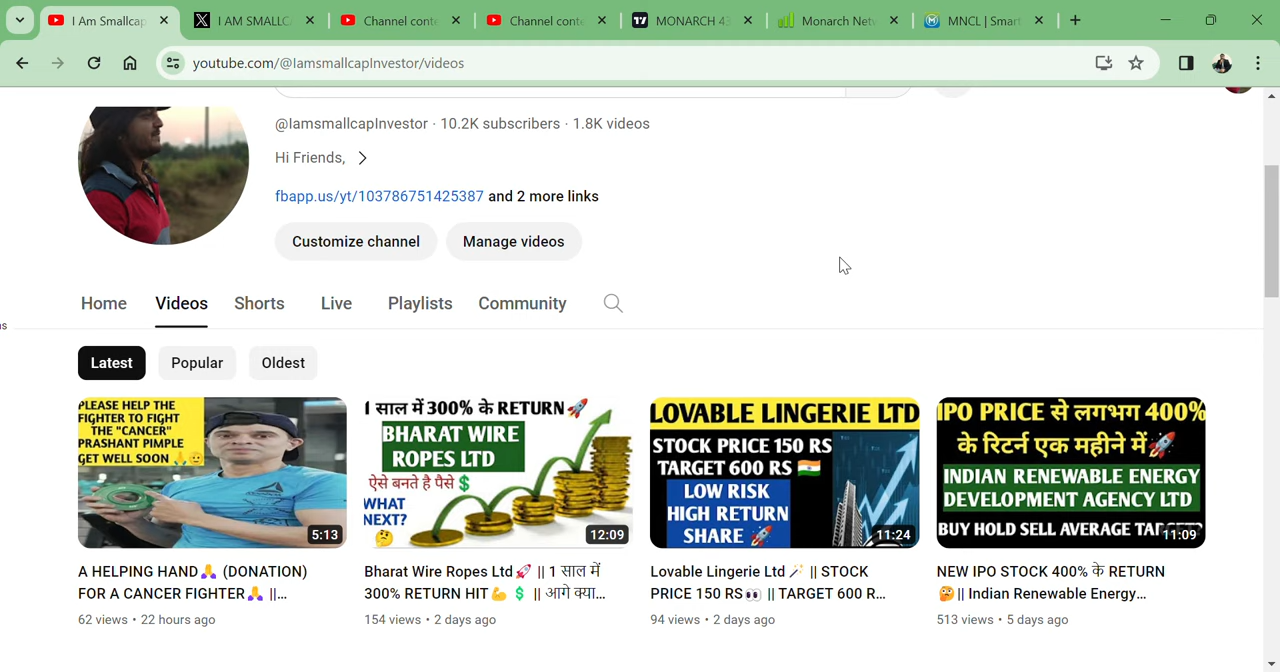 I Am Smallcap
I AM SMALLC
Channel conte
Channel conte
MONARCH 43
Monarch Netw
MNCL | Smart
youtube.com/@IamsmallcapInvestor/videos
@IamsmallcapInvestor · 10.2K subscribers · 1.8K videos
Hi Friends,
fbapp.us/yt/103786751425387 and 2 more links
Customize channel
Manage videos
Home
Videos
Shorts
Live
Playlists
Community
Latest
Popular
Oldest
PLEASE HELP THE
FIGHTER TO FIGHT
THE "CANCER"
PRASHANT PIMPLE
GET WELL SOON 🙏🙂
5:13
1 साल में 300% के RETURN🚀
BHARAT WIRE
ROPES LTD
ऐसे बनते है पैसे 💲
WHAT
NEXT?
🤔
12:09
LOVABLE LINGERIE LTD
STOCK PRICE 150 RS
TARGET 600 RS 🇮🇳
LOW RISK
HIGH RETURN
SHARE 🚀
11:24
IPO PRICE से लगभग 400%
के रिटर्न एक महीने में🚀
INDIAN RENEWABLE ENERGY
DEVELOPMENT AGENCY LTD
BUY HOLD SELL AVERAGE
11:09
A HELPING HAND🙏 (DONATION)
FOR A CANCER FIGHTER🙏 ||...
62 views • 22 hours ago
Bharat Wire Ropes Ltd🚀 || 1 साल में
300% RETURN HIT💪 💲 || आगे क्या...
154 views • 2 days ago
Lovable Lingerie Ltd🪄 || STOCK
PRICE 150 RS👀 || TARGET 600 R...
94 views • 2 days ago
NEW IPO STOCK 400% के RETURN
🤔|| Indian Renewable Energy...
513 views • 5 days ago